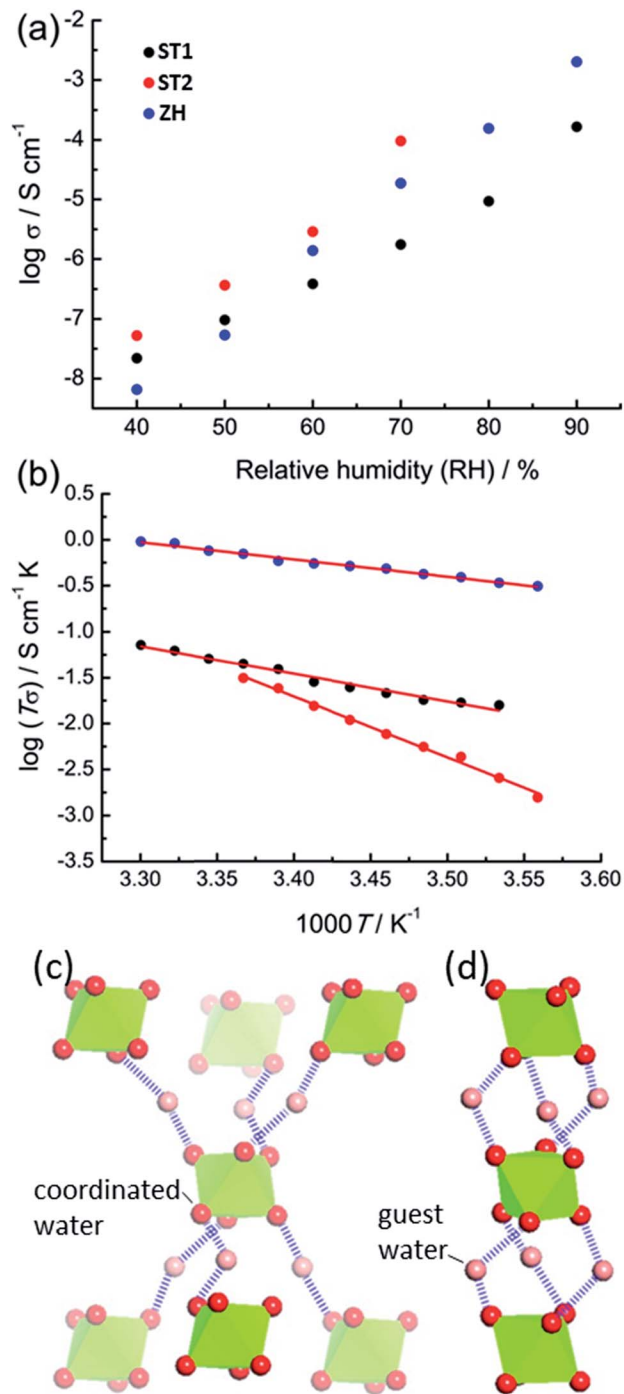 (a)
-2
-3
-4
-5
-6
-7
-8
log σ / S cm⁻¹
ST1
ST2
ZH
40 50 60 70 80 90
Relative humidity (RH) / %
(b)
0.5
0.0
-0.5
-1.0
-1.5
-2.0
-2.5
-3.0
-3.5
log (Tσ) / S cm⁻¹ K
3.30 3.35 3.40 3.45 3.50 3.55 3.60
1000 T / K⁻¹
(c)
(d)
coordinated
water
guest
water